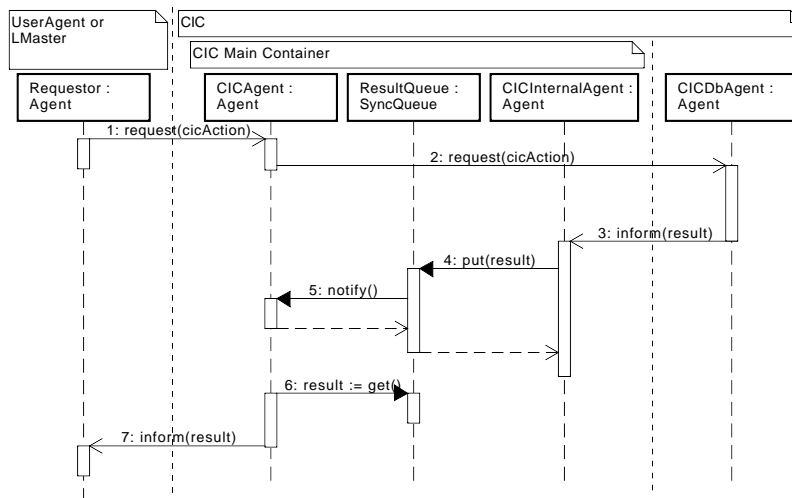 UserAgent or
LMaster
CIC
CIC Main Container
Requestor :
Agent
CICAgent :
Agent
ResultQueue :
SyncQueue
CICInternalAgent :
Agent
CICDbAgent :
Agent
1: request(cicAction)
2: request(cicAction)
3: inform(result)
4: put(result)
5: notify()
6: result := get()
7: inform(result)